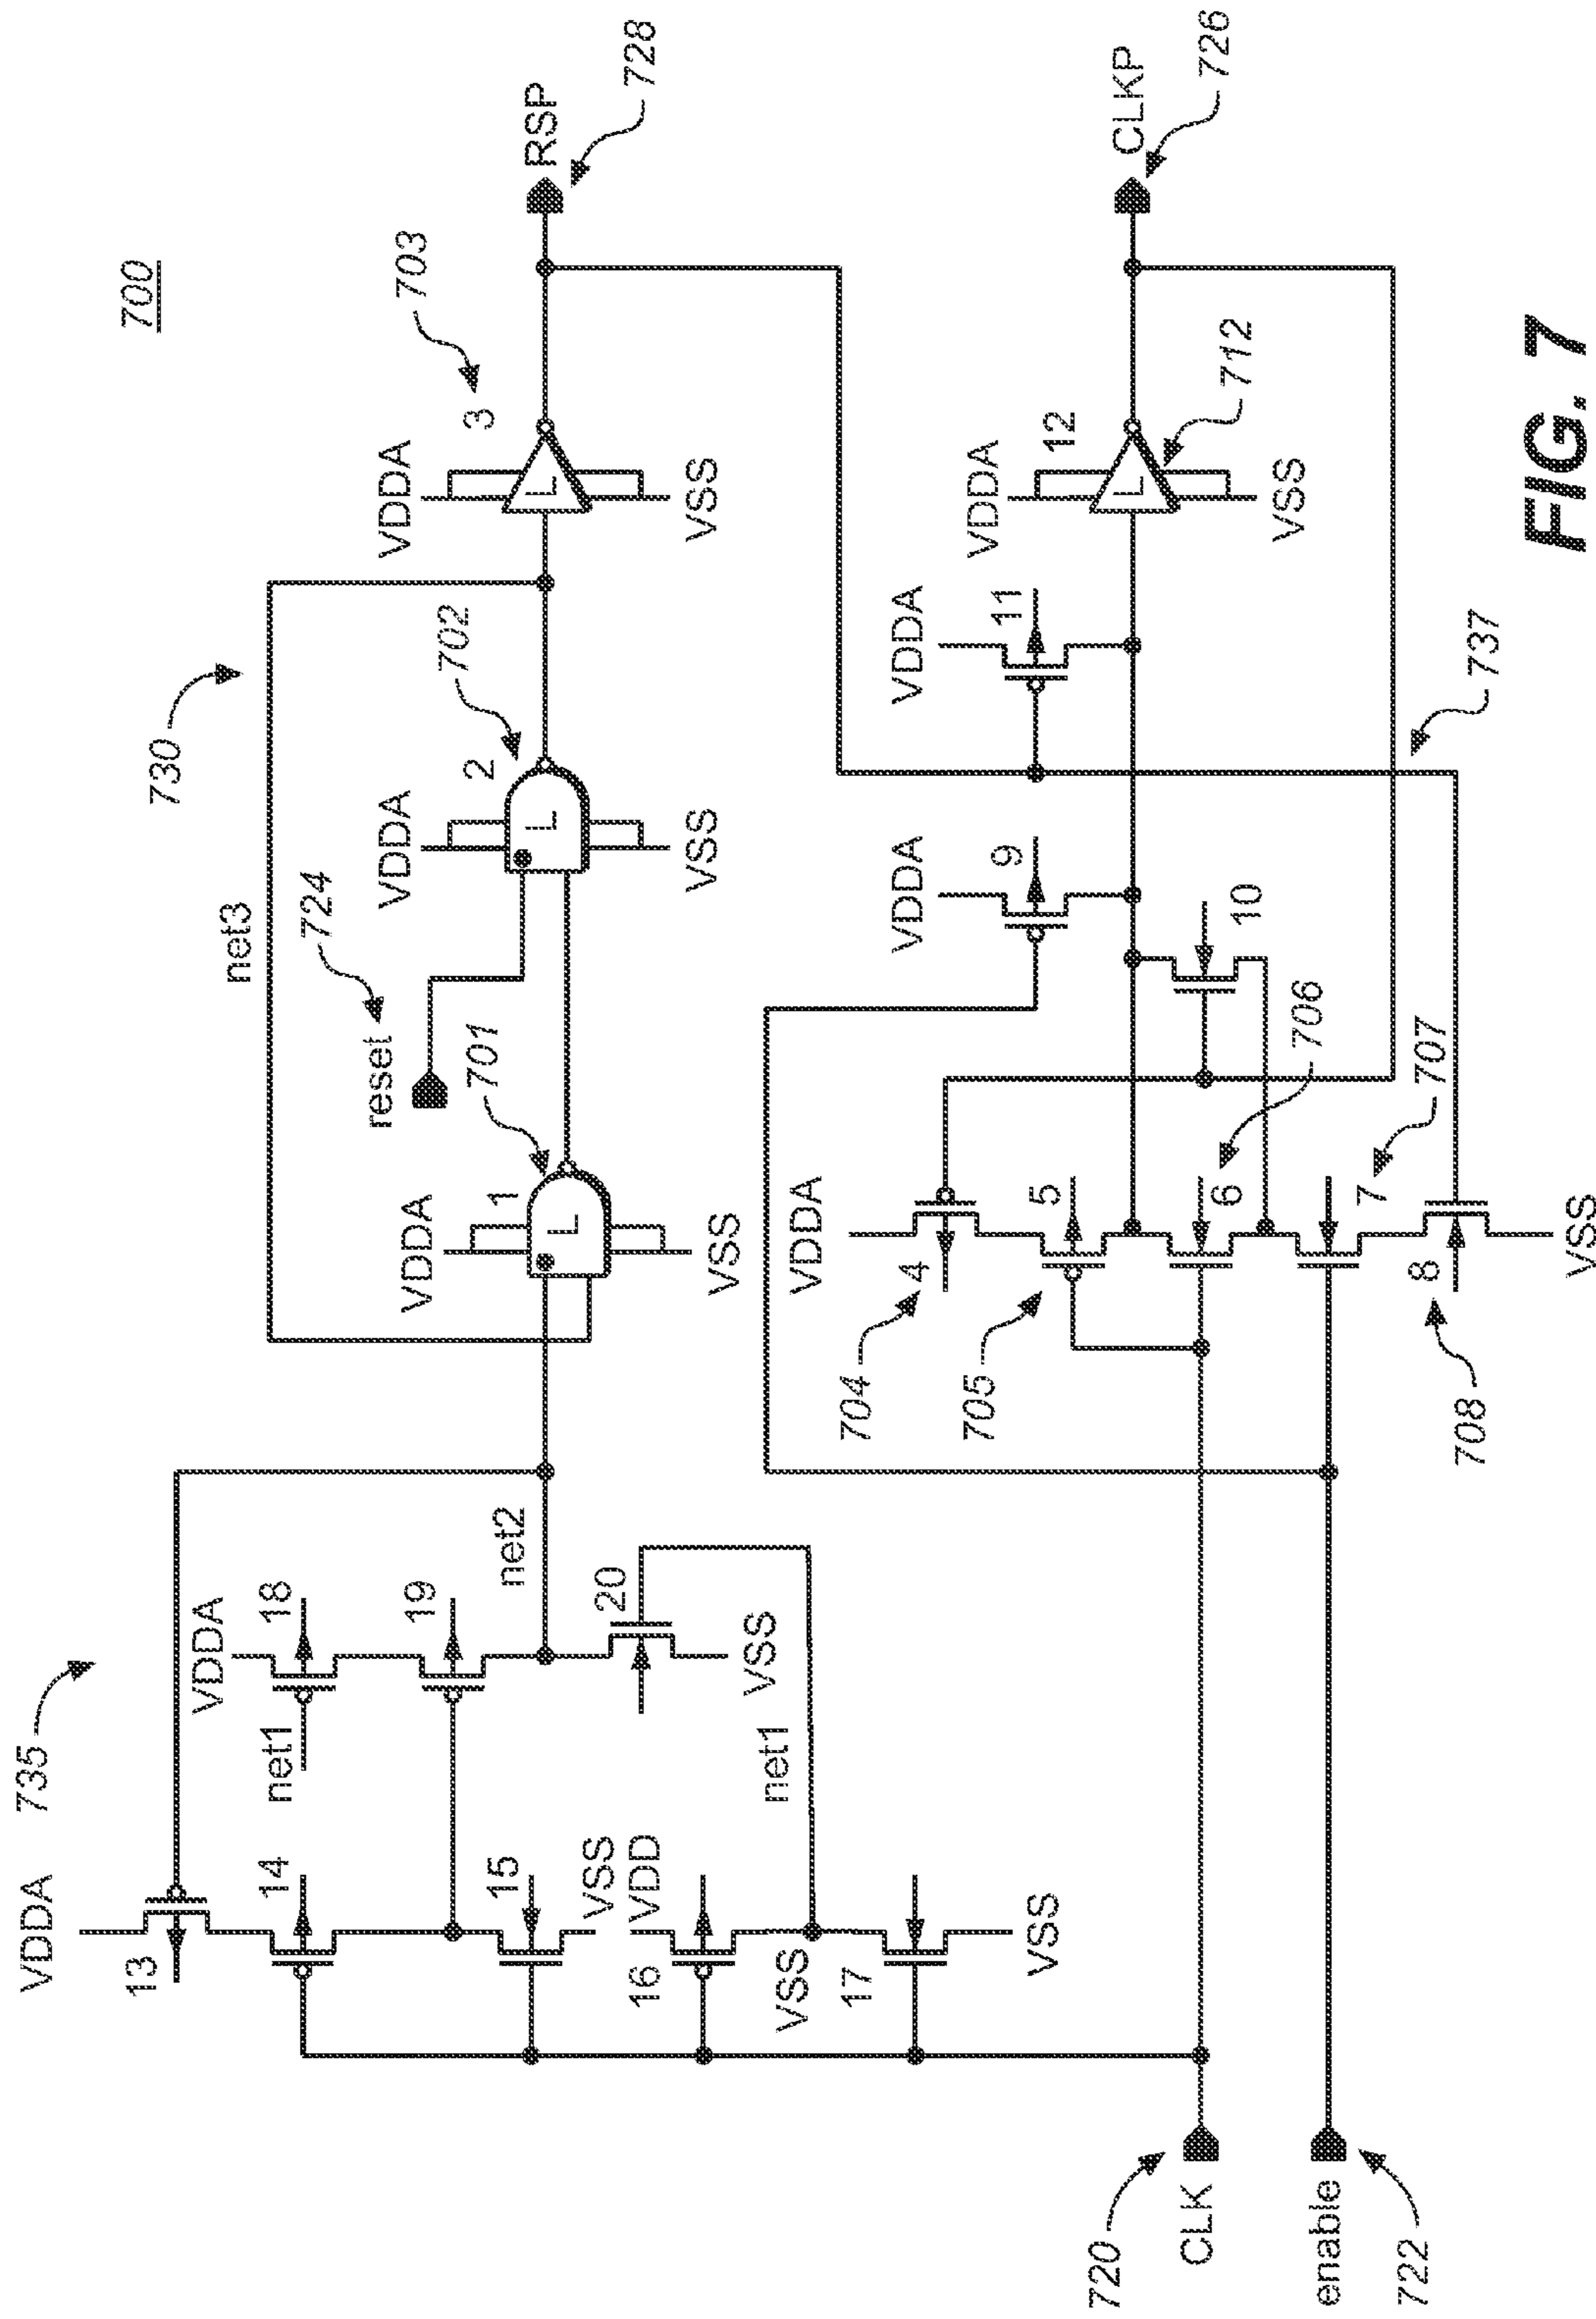 700
VDDA
735
13
14
VDDA
net1
18
19
net2
15
VSS
VDD
16
VSS
17
VSS
20
VSS
net1
730
net3
reset
724
701
VDDA
1
L
VSS
702
VDDA
2
L
VSS
703
VDDA
3
L
VSS
RSP
728
720
CLK
enable
722
VDDA
704
4
705
5
706
6
707
7
708
8
VSS
VDDA
9
10
VDDA
11
VDDA
12
L
712
VSS
737
CLKP
726
FIG. 7